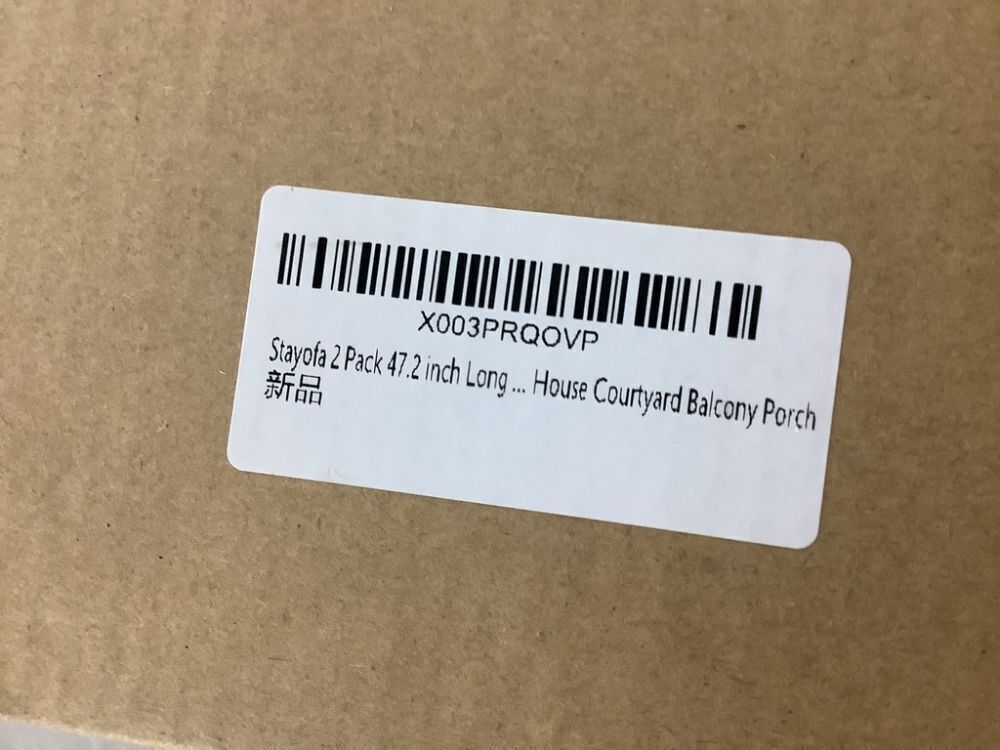 X003PRQOVP
Stayofa 2 Pack 47.2 inch Long ... House Courtyard Balcony Porch
新品